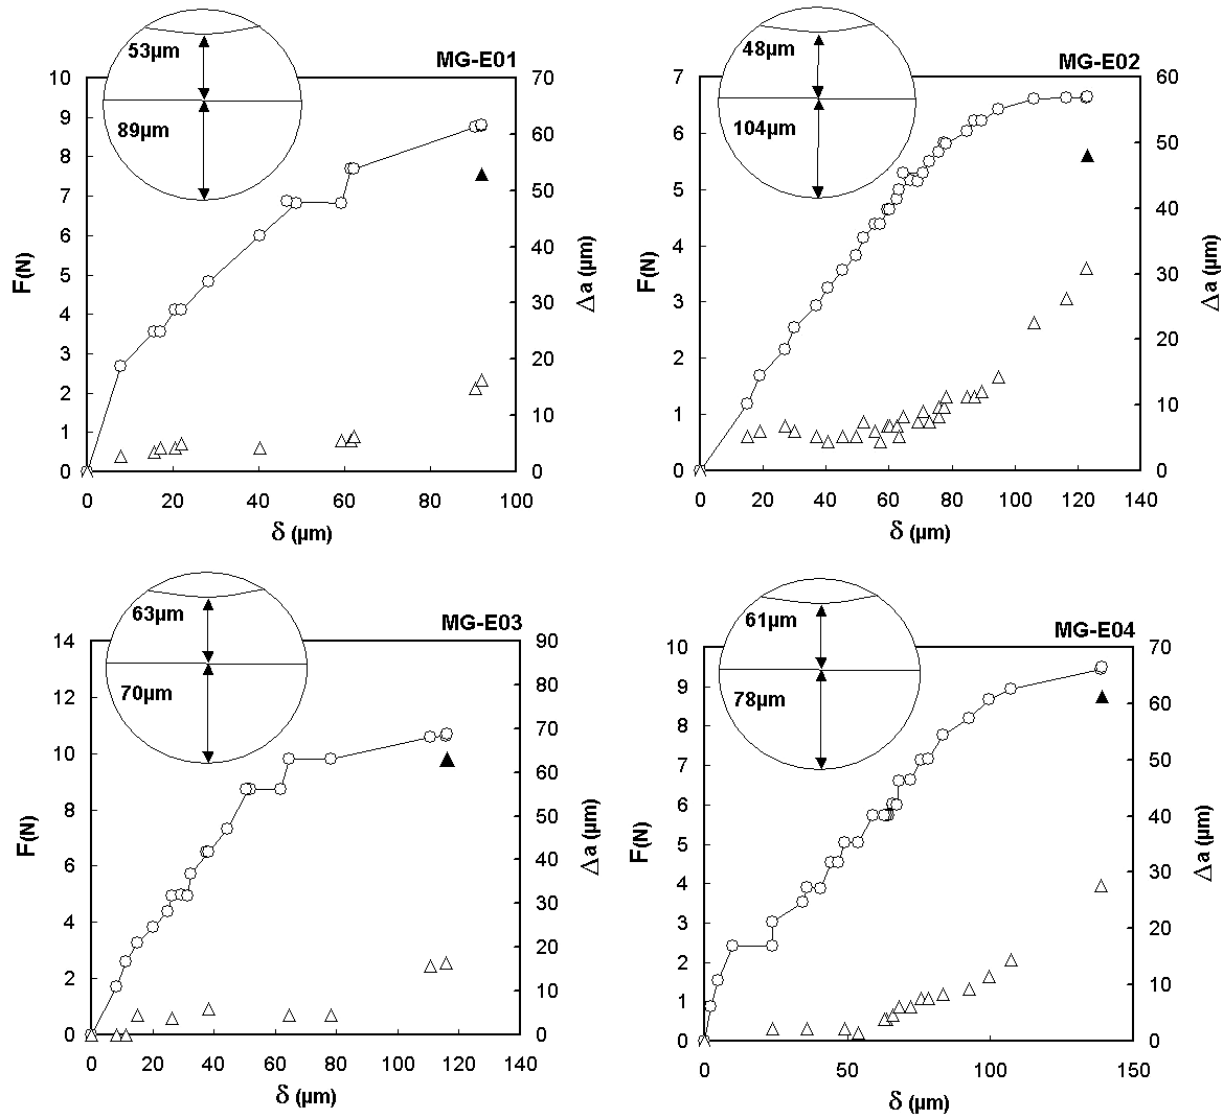 MG-E01
53µm
89µm
10
9
8
7
6
5
4
3
2
1
0
F(N)
70
60
50
40
30
20
10
0
Δa (µm)
0 20 40 60 80 100
δ (µm)
MG-E02
48µm
104µm
7
6
5
4
3
2
1
0
F(N)
60
50
40
30
20
10
0
Δa (µm)
0 20 40 60 80 100 120 140
δ (µm)
MG-E03
63µm
70µm
14
12
10
8
6
4
2
0
F(N)
90
80
70
60
50
40
30
20
10
0
Δa (µm)
0 20 40 60 80 100 120 140
δ (µm)
MG-E04
61µm
78µm
10
9
8
7
6
5
4
3
2
1
0
F(N)
70
60
50
40
30
20
10
0
Δa (µm)
0 50 100 150
δ (µm)